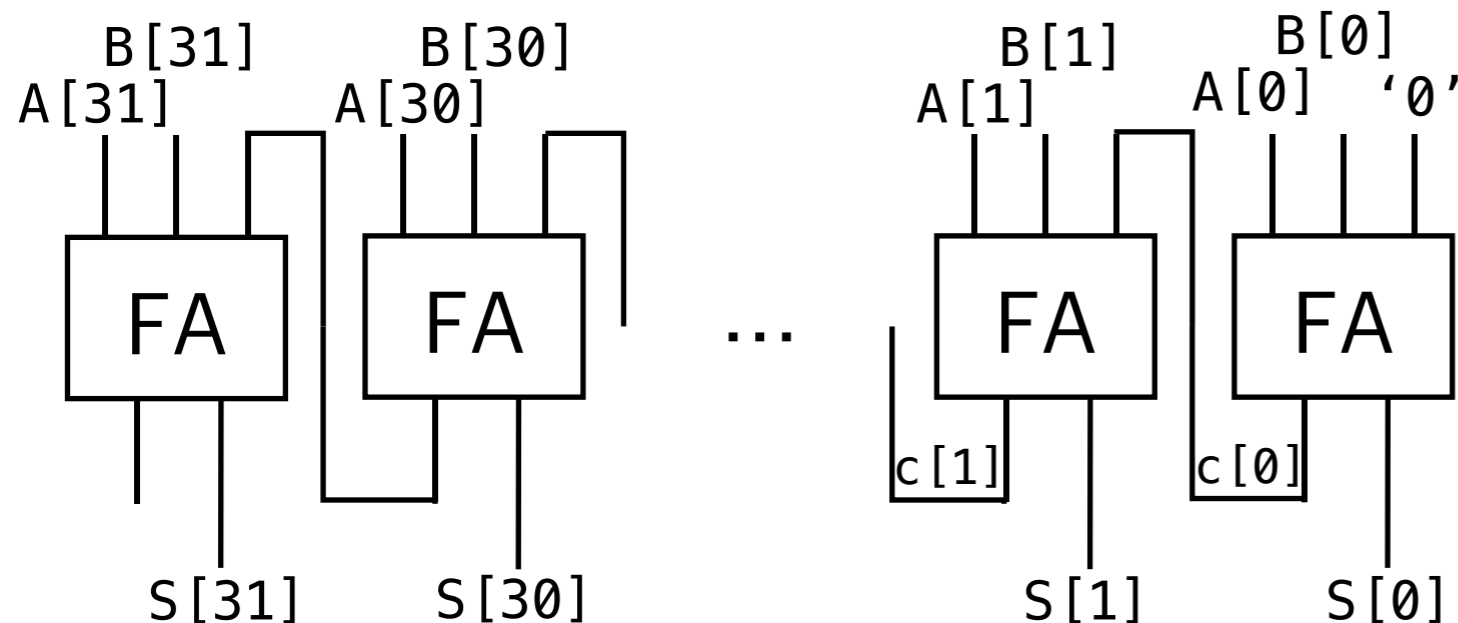 B[31] B[30] B[1] B[0]
A[31] A[30] A[1] A[0] ‘0’
FA FA ... FA FA
c[1] c[0]
S[31] S[30] S[1] S[0]